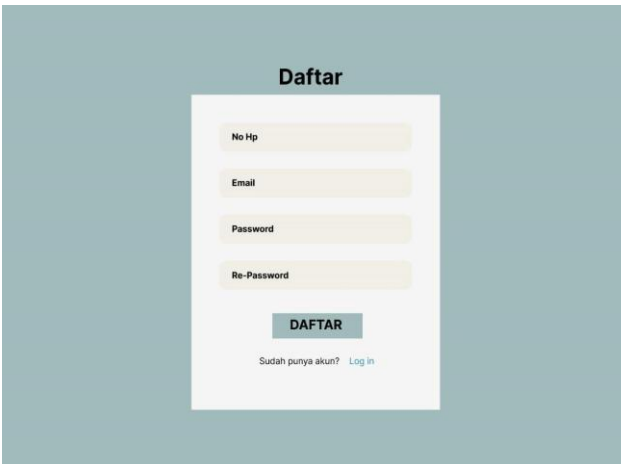 Daftar
No Hp
Email
Password
Re-Password
DAFTAR
Sudah punya akun? Log in